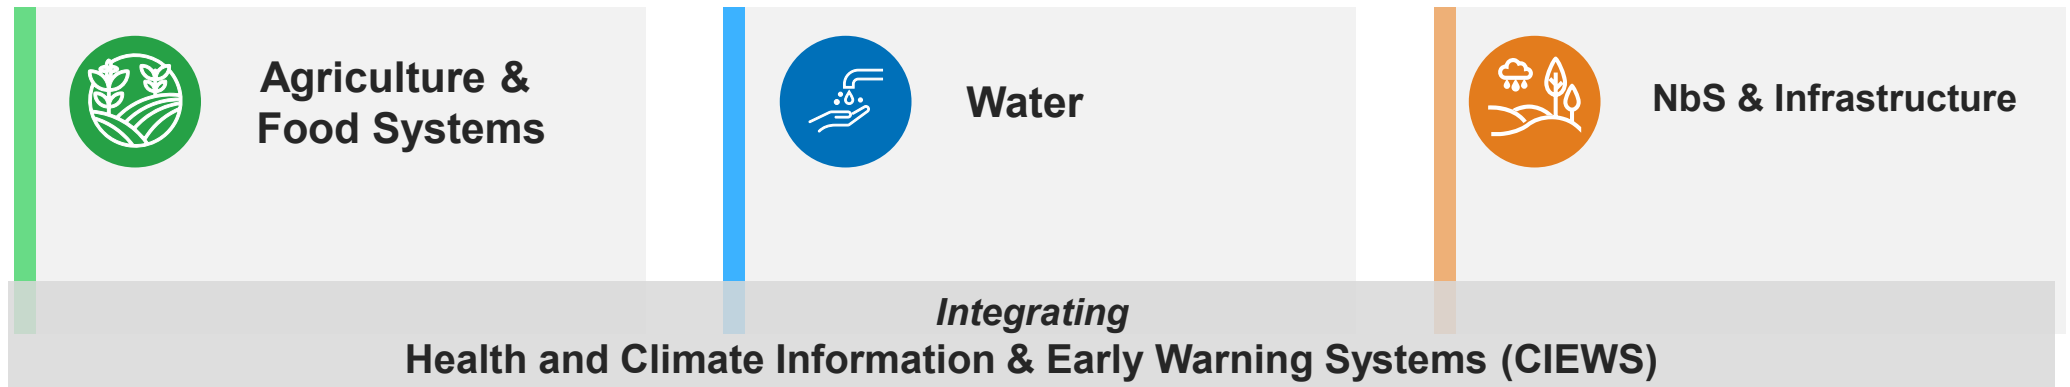 Agriculture &
Food Systems
Water
NbS & Infrastructure
Integrating
Health and Climate Information & Early Warning Systems (CIEWS)